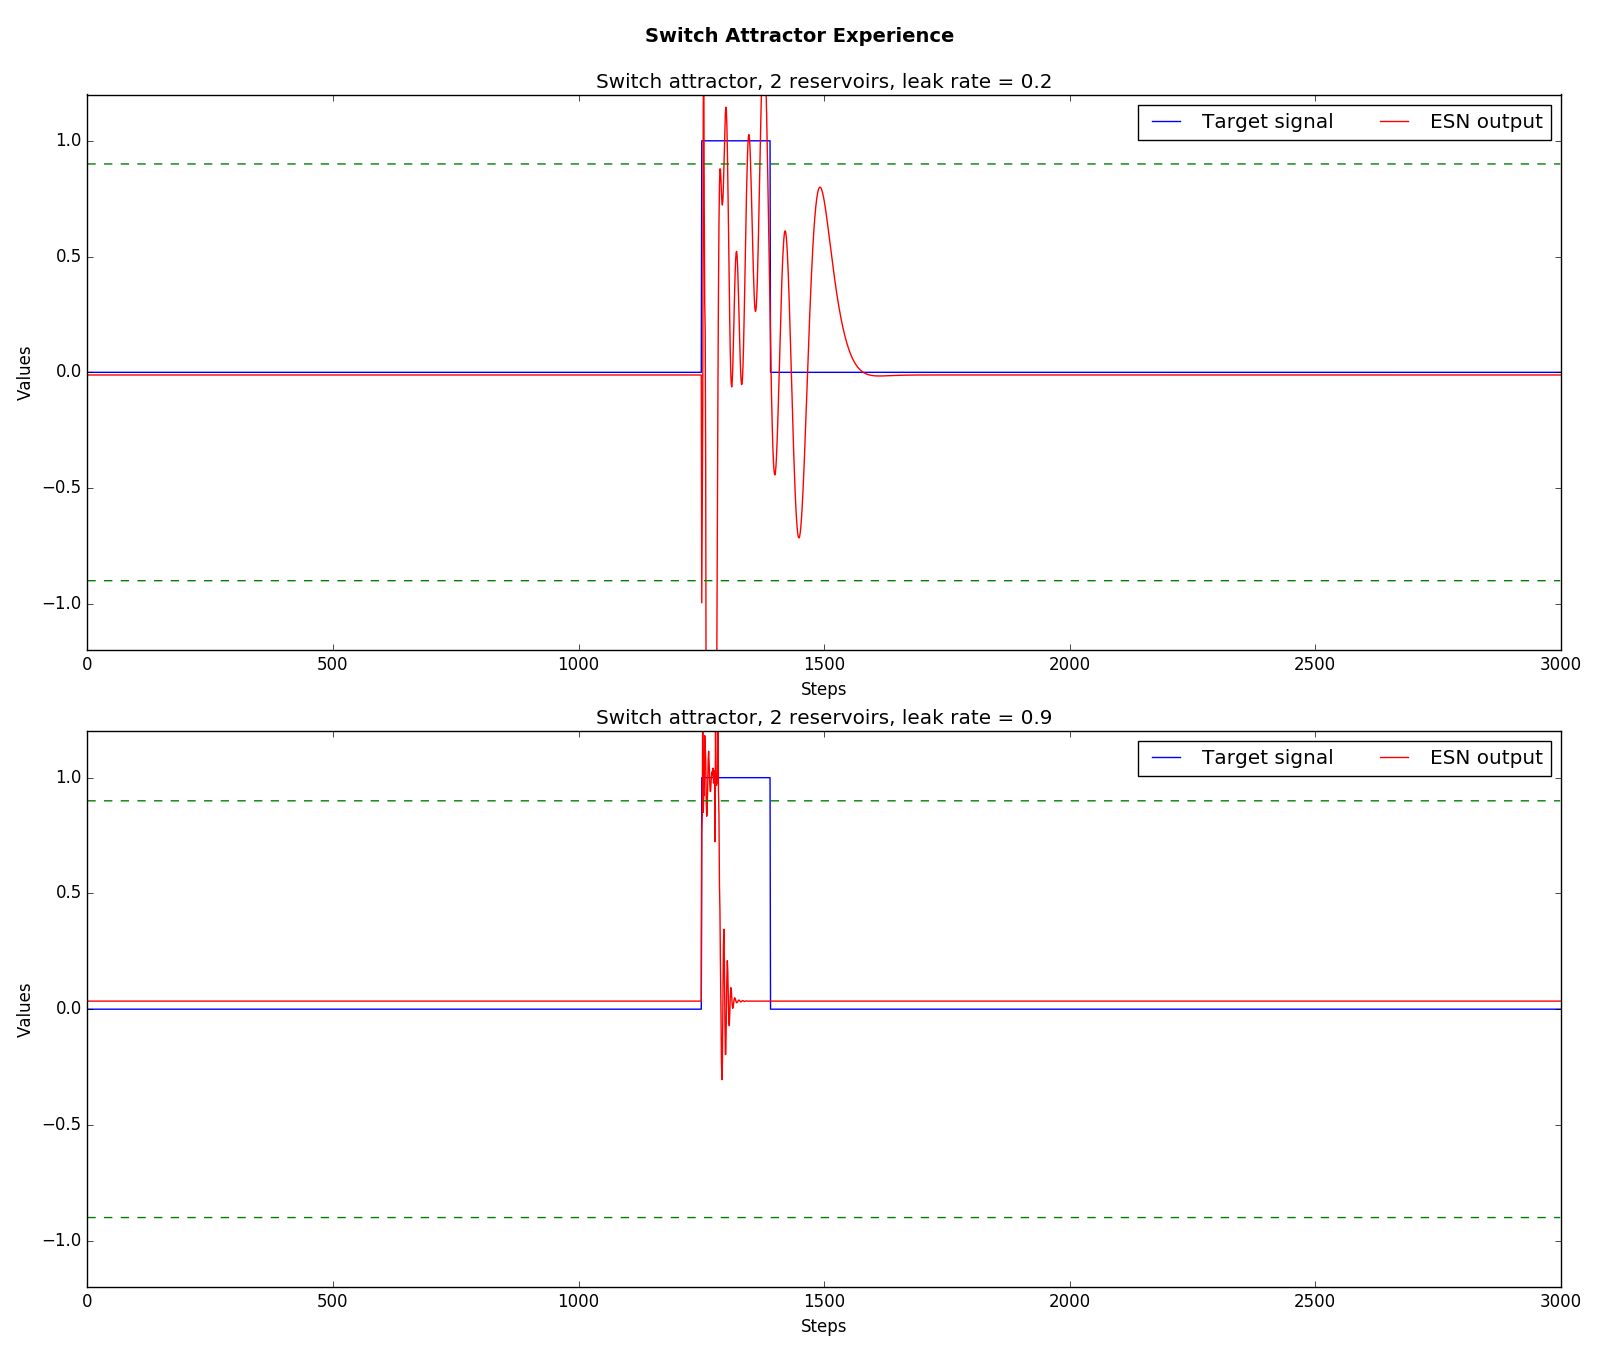 Switch Attractor Experience
Switch attractor, 2 reservoirs, leak rate = 0.2
Target signal ESN output
1.0
0.5
0.0
−0.5
−1.0
Values
0 500 1000 1500 2000 2500 3000
Steps
Switch attractor, 2 reservoirs, leak rate = 0.9
Target signal ESN output
1.0
0.5
0.0
−0.5
−1.0
Values
0 500 1000 1500 2000 2500 3000
Steps